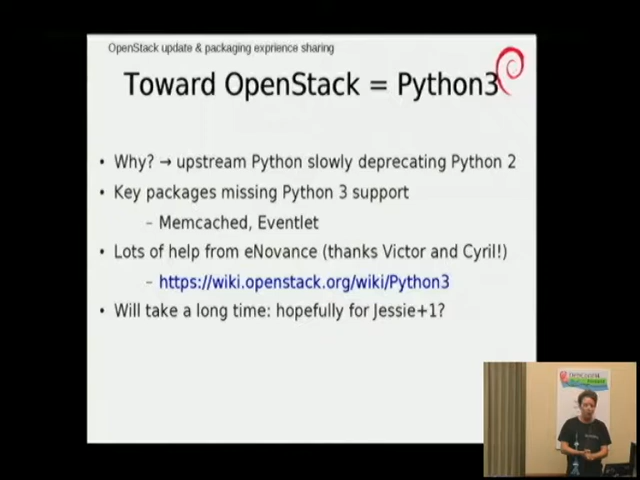 OpenStack update & packaging exprience sharing
Toward OpenStack = Python3
• Why? → upstream Python slowly deprecating Python 2
• Key packages missing Python 3 support
– Memcached, Eventlet
• Lots of help from eNovance (thanks Victor and Cyril!)
– https://wiki.openstack.org/wiki/Python3
• Will take a long time: hopefully for Jessie+1?